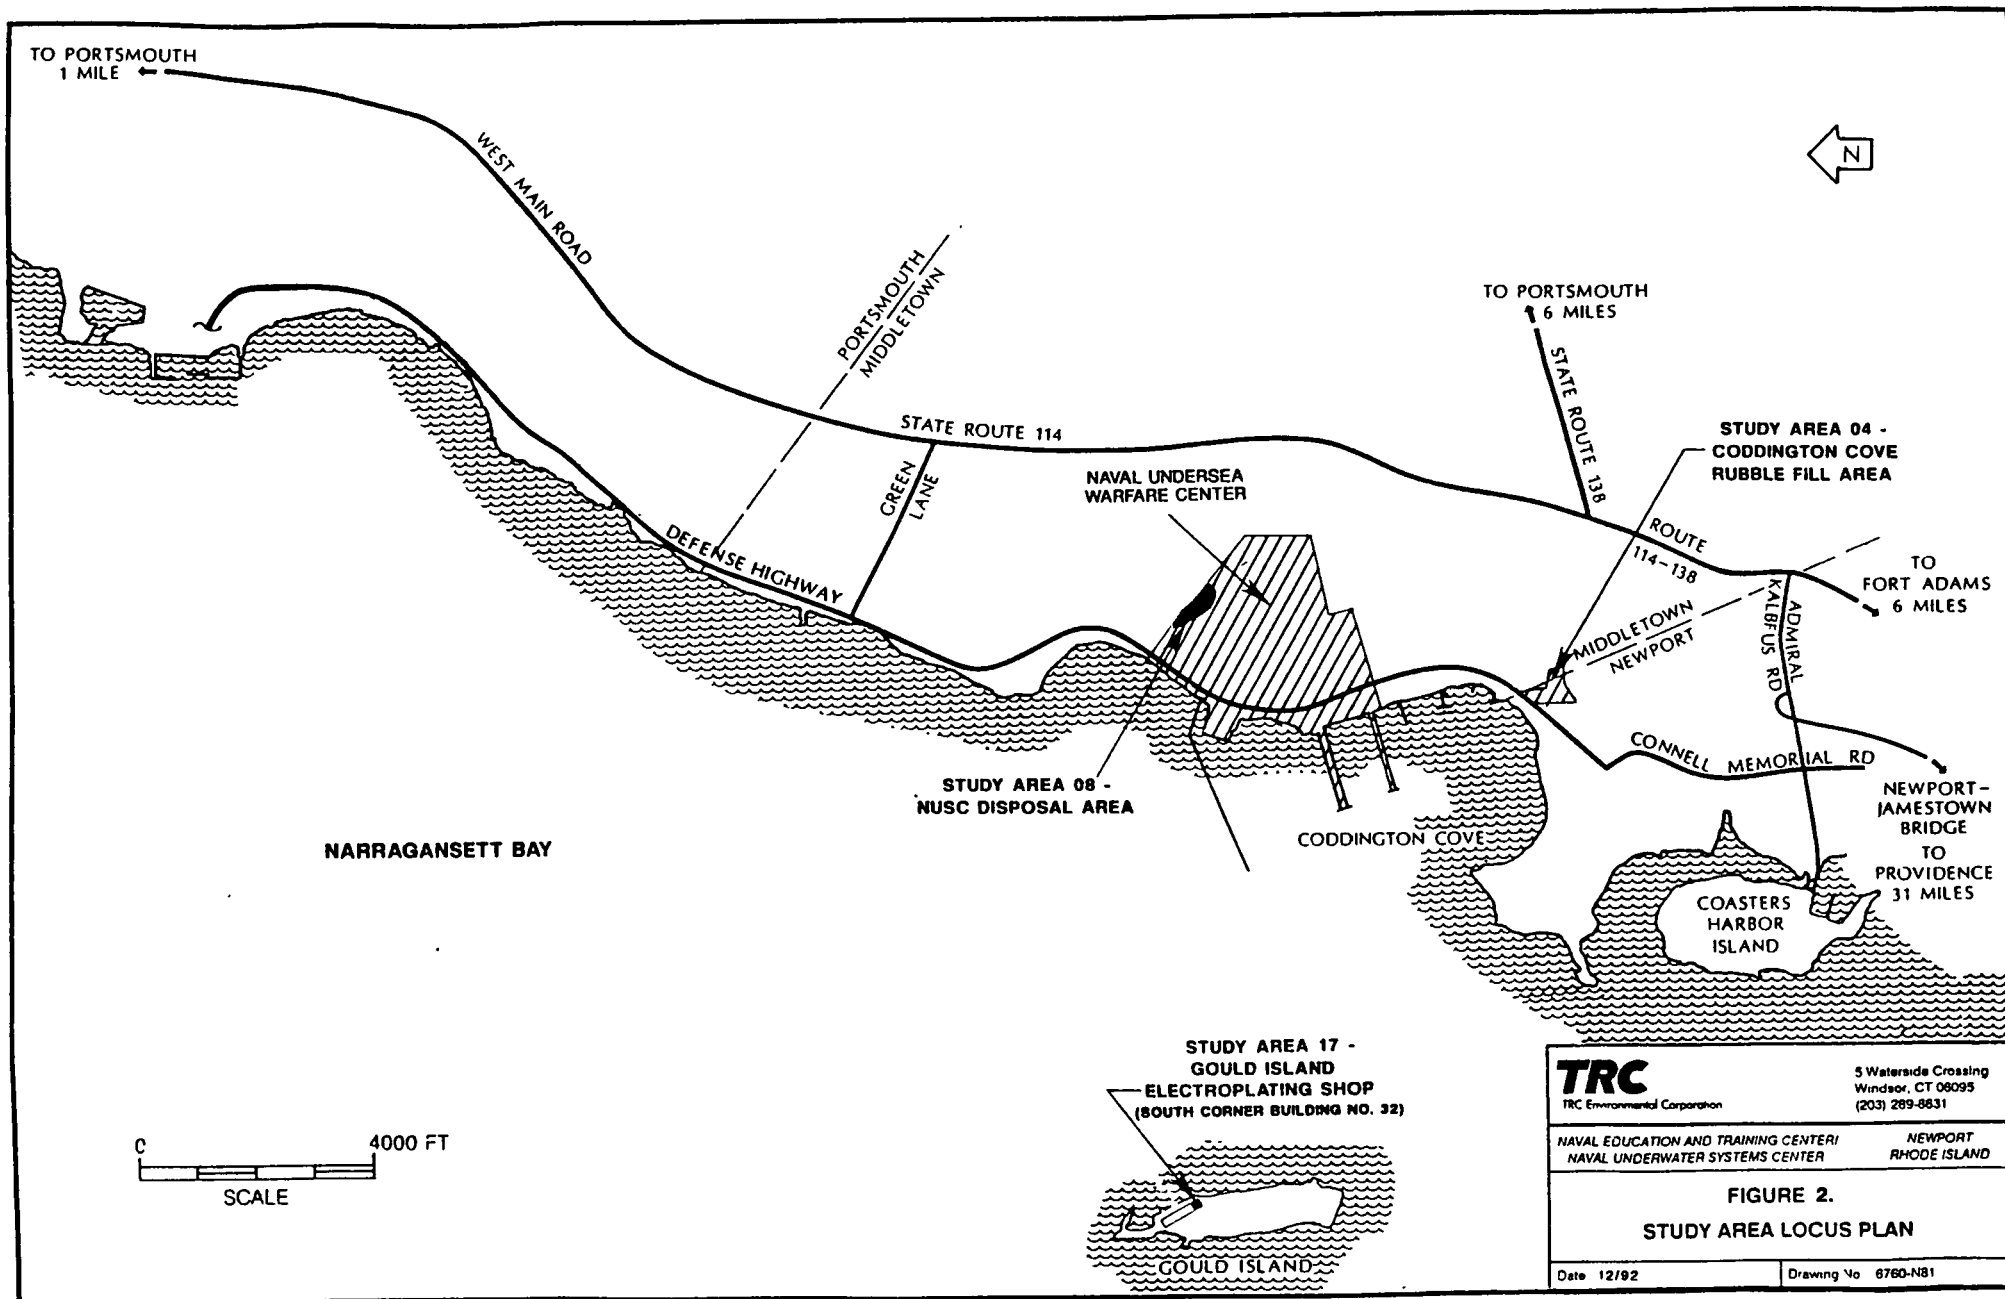 TO PORTSMOUTH
1 MILE
WEST MAIN ROAD
N
PORTSMOUTH
MIDDLETOWN
TO PORTSMOUTH
6 MILES
STATE ROUTE 138
STATE ROUTE 114
GREEN
LANE
NAVAL UNDERSEA
WARFARE CENTER
STUDY AREA 04 -
CODDINGTON COVE
RUBBLE FILL AREA
DEFENSE HIGHWAY
ROUTE
114-138
TO
FORT ADAMS
6 MILES
MIDDLETOWN
NEWPORT
ADMIRAL
KALBFUS RD
CONNELL MEMORIAL RD
STUDY AREA 08 -
NUSC DISPOSAL AREA
CODDINGTON COVE
NEWPORT-
JAMESTOWN
BRIDGE
TO
PROVIDENCE
31 MILES
NARRAGANSETT BAY
COASTERS
HARBOR
ISLAND
STUDY AREA 17 -
GOULD ISLAND
ELECTROPLATING SHOP
(SOUTH CORNER BUILDING NO. 32)
GOULD ISLAND
0 4000 FT
SCALE
TRC
TRC Environmental Corporation
5 Waterside Crossing
Windsor, CT 06095
(203) 289-8631
NAVAL EDUCATION AND TRAINING CENTER/
NAVAL UNDERWATER SYSTEMS CENTER
NEWPORT
RHODE ISLAND
FIGURE 2.
STUDY AREA LOCUS PLAN
Date 12/92
Drawing No 6760-N81